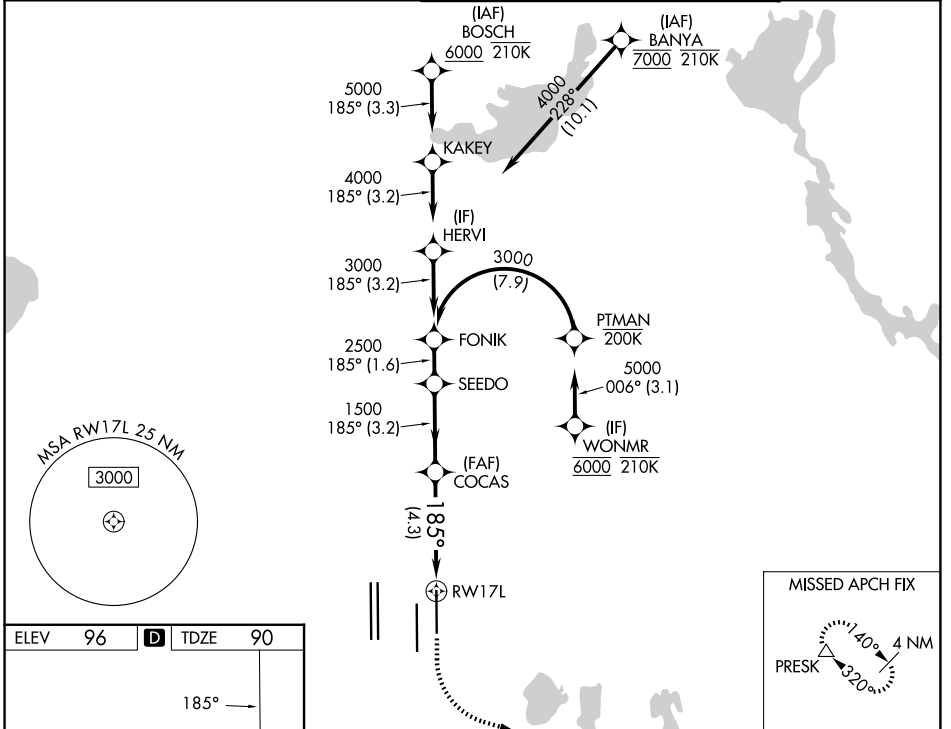 (IAF)
BOSCH
6000 210K
(IAF)
BANYA
7000 210K
5000
185° (3.3)
4000
228°
(10.1)
KAKEY
4000
185° (3.2)
(IF)
HERVI
3000
185° (3.2)
3000
(7.9)
FONIK
PTMAN
200K
2500
185° (1.6)
SEEDO
5000
006° (3.1)
1500
185° (3.2)
(IF)
WONMR
6000 210K
(FAF)
COCAS
185°
(4.3)
RW17L
MSA RW17L 25 NM
3000
MISSED APCH FIX
140°
4 NM
PRESK
320°
ELEV 96 D TDZE 90
185°